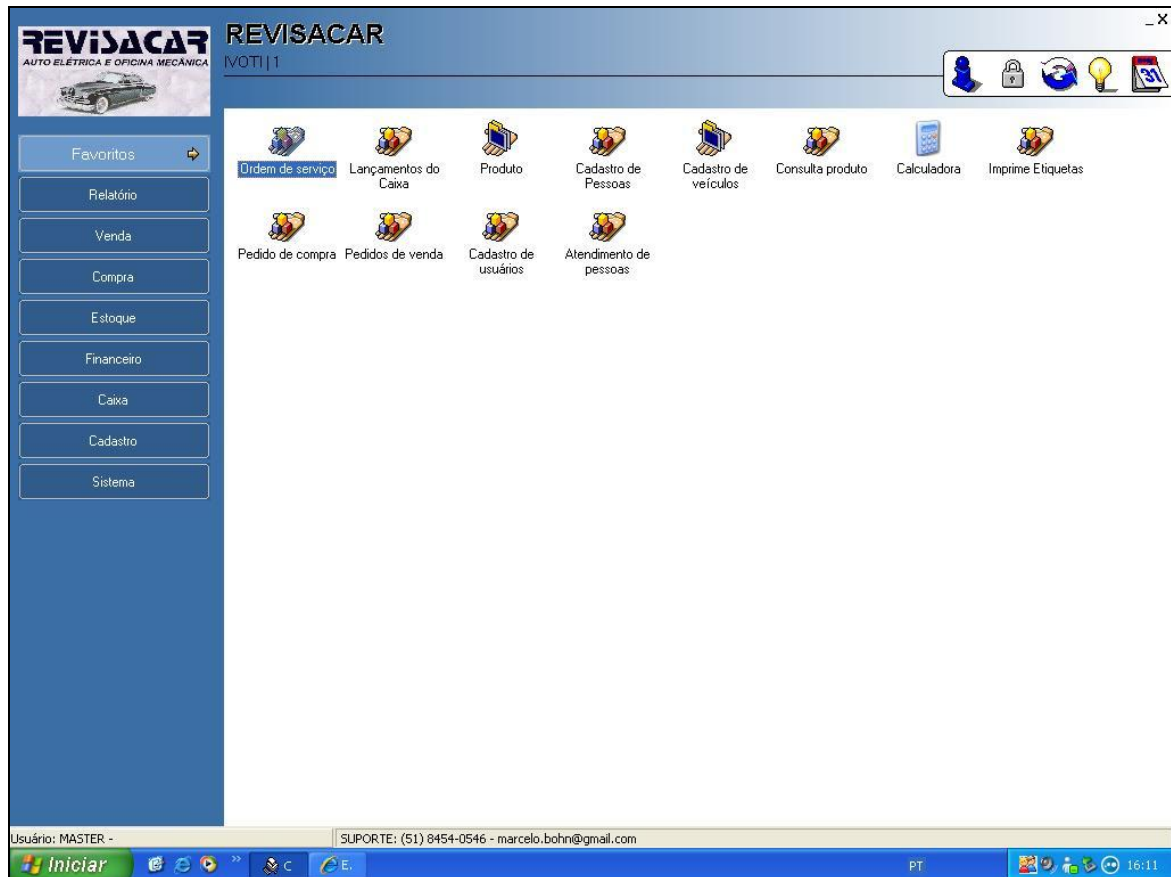 REVISACAR
AUTO ELÉTRICA E OFICINA MECÂNICA
REVISACAR
IVOTI | 1
_ X
31
Favoritos
Relatório
Venda
Compra
Estoque
Financeiro
Caixa
Cadastro
Sistema
Ordem de serviço
Lançamentos do
Caixa
Produto
Cadastro de
Pessoas
Cadastro de
veículos
Consulta produto
Calculadora
Imprime Etiquetas
Pedido de compra
Pedidos de venda
Cadastro de
usuários
Atendimento de
pessoas
Usuário: MASTER -
SUPORTE: (51) 8454-0546 - marcelo.bohn@gmail.com
Iniciar
»
C
E.
PT
16:11